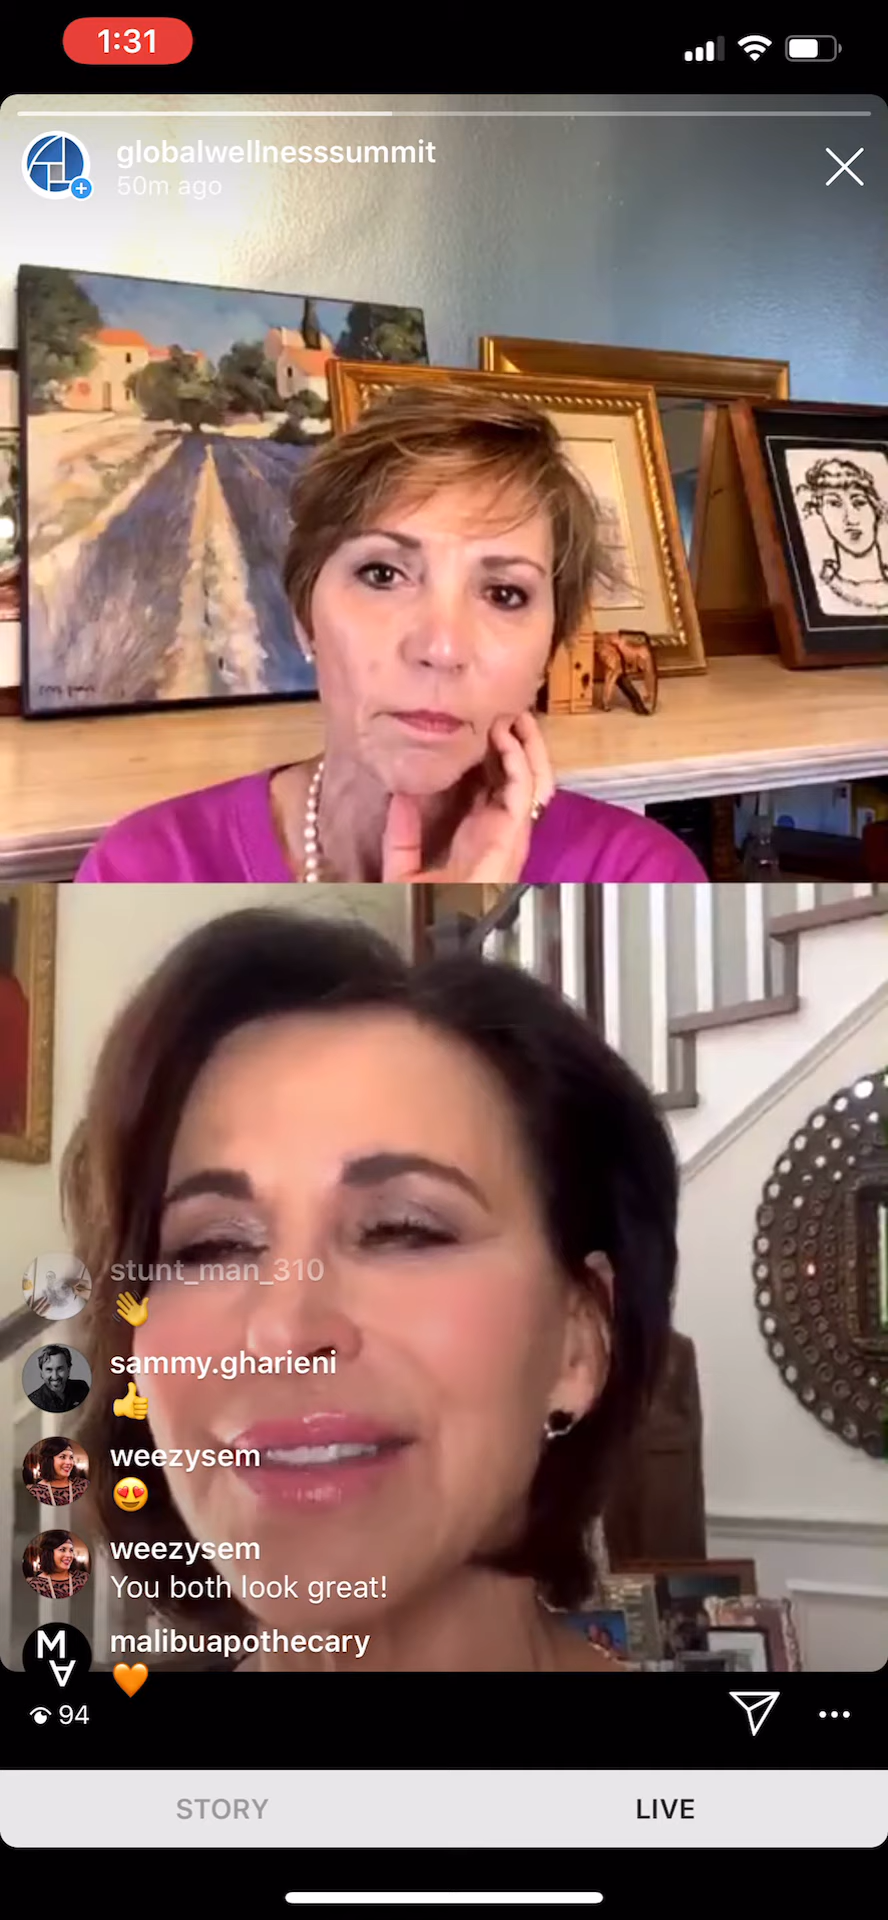 1:31
globalwellnesssummit
50m ago
stunt_man_310
👋
sammy.gharieni
👍
weezysem
😍
weezysem
You both look great!
malibuapothecary
🧡
94
STORY
LIVE